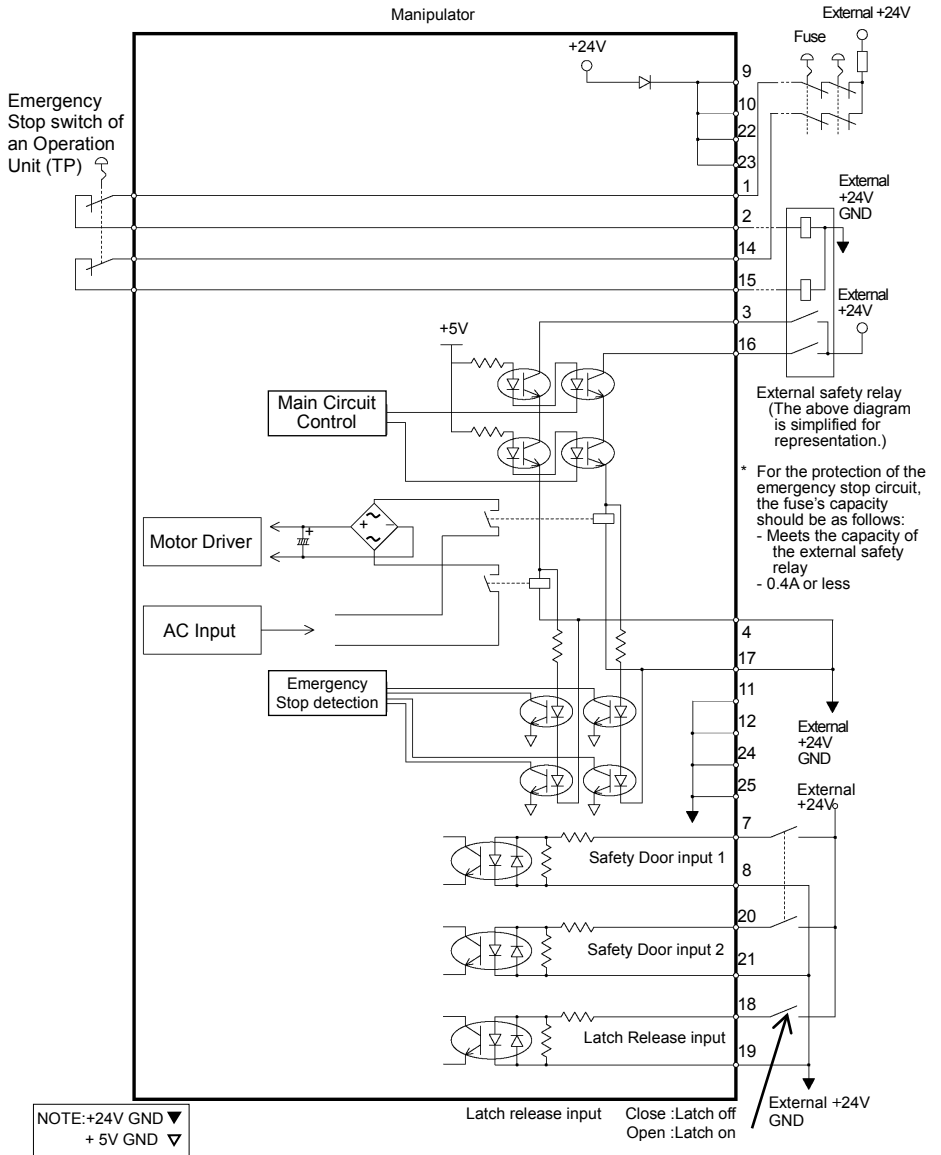 Manipulator
External +24V
+24V
Fuse
9
10
22
23
Emergency
Stop switch of
an Operation
Unit (TP)
1
2
14
15
External
+24V
GND
External
+24V
3
16
+5V
Main Circuit
Control
External safety relay
(The above diagram
is simplified for
representation.)
* For the protection of the
emergency stop circuit,
the fuse's capacity
should be as follows:
- Meets the capacity of
the external safety
relay
- 0.4A or less
Motor Driver
+
−
+
AC Input
4
17
Emergency
Stop detection
11
12
24
25
External
+24V
GND
External
+24V
7
Safety Door input 1
8
20
Safety Door input 2
21
18
Latch Release input
19
External +24V
GND
Latch release input Close :Latch off
Open :Latch on
NOTE:+24V GND ▼
+ 5V GND ▽